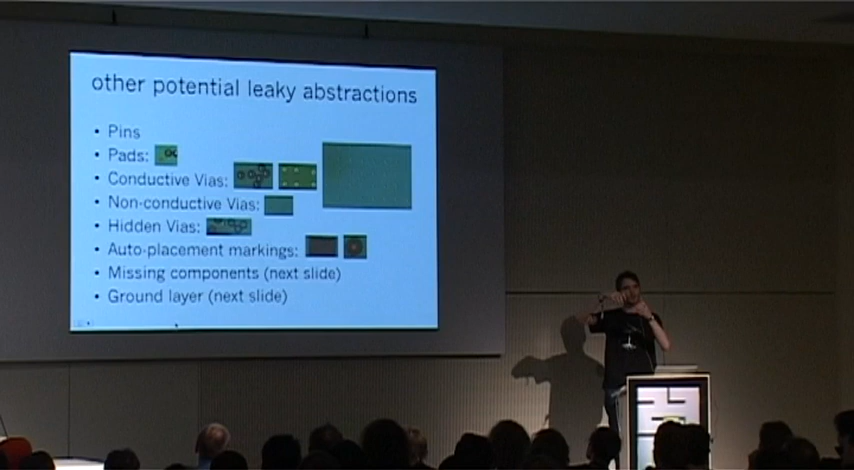 other potential leaky abstractions
• Pins
• Pads:
• Conductive Vias:
• Non-conductive Vias:
• Hidden Vias:
• Auto-placement markings:
• Missing components (next slide)
• Ground layer (next slide)